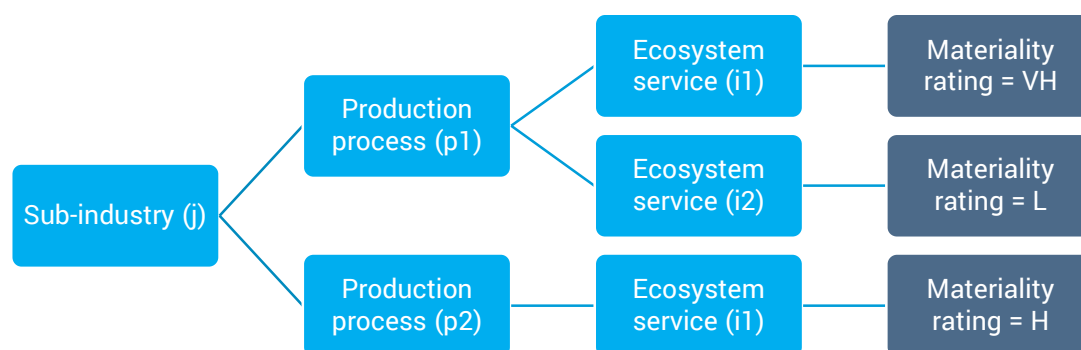 Sub-industry (j)
Production
process (p1)
Ecosystem
service (i1)
Materiality
rating = VH
Ecosystem
service (i2)
Materiality
rating = L
Production
process (p2)
Ecosystem
service (i1)
Materiality
rating = H